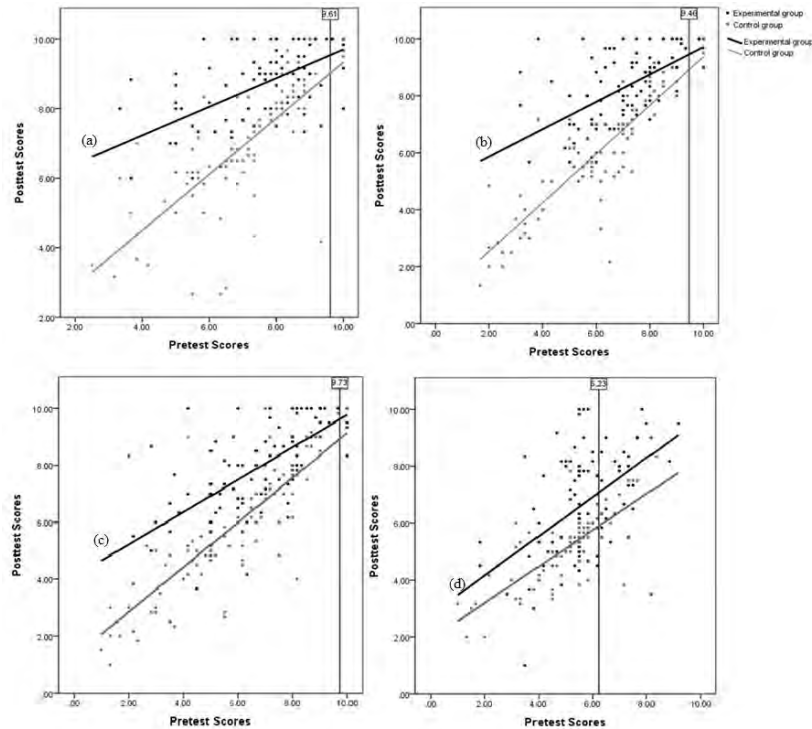 9.61
10.00
8.00
6.00
4.00
2.00
Posttest Scores
(a)
2.00 4.00 6.00 8.00 10.00
Pretest Scores
9.46
10.00
8.00
6.00
4.00
2.00
.00
Posttest Scores
(b)
.00 2.00 4.00 6.00 8.00 10.00
Pretest Scores
Experimental group
Control group
Experimental group
Control group
9.73
10.00
8.00
6.00
4.00
2.00
.00
Posttest Scores
(c)
.00 2.00 4.00 6.00 8.00 10.00
Pretest Scores
10.00
8.00
6.00
4.00
2.00
.00
Posttest Scores
(d)
.00 2.00 4.00 6.00 8.00 10.00
Pretest Scores